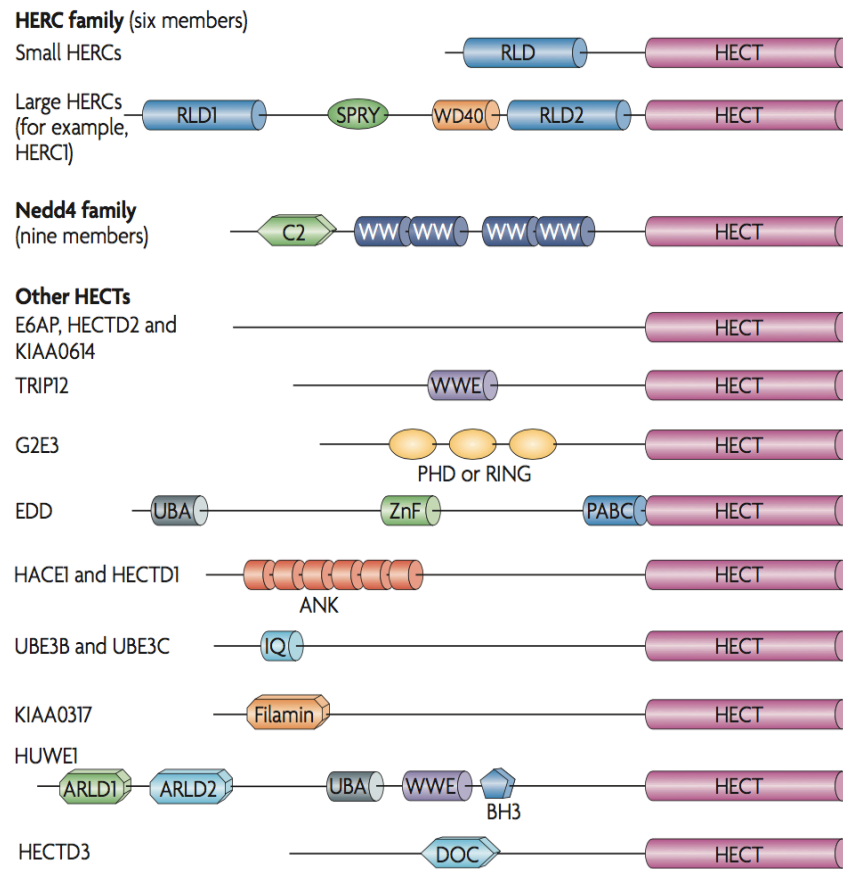 HERC family (six members)
Small HERCs
RLD
HECT
Large HERCs
(for example,
HERC1)
RLD1
SPRY
WD40
RLD2
HECT
Nedd4 family
(nine members)
C2
WW
WW
WW
WW
HECT
Other HECTs
E6AP, HECTD2 and
KIAA0614
HECT
TRIP12
WWE
HECT
G2E3
PHD or RING
HECT
EDD
UBA
ZnF
PABC
HECT
HACE1 and HECTD1
ANK
HECT
UBE3B and UBE3C
IQ
HECT
KIAA0317
Filamin
HECT
HUWE1
ARLD1
ARLD2
UBA
WWE
BH3
HECT
HECTD3
DOC
HECT